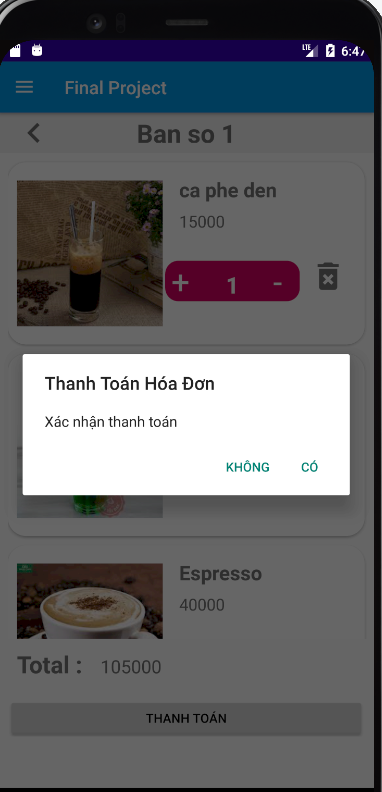 LTE 6:47
Final Project
Ban so 1
ca phe den
15000
+ 1 -
Thanh Toán Hóa Đơn
Xác nhận thanh toán
KHÔNG CÓ
Espresso
40000
Total : 105000
THANH TOÁN